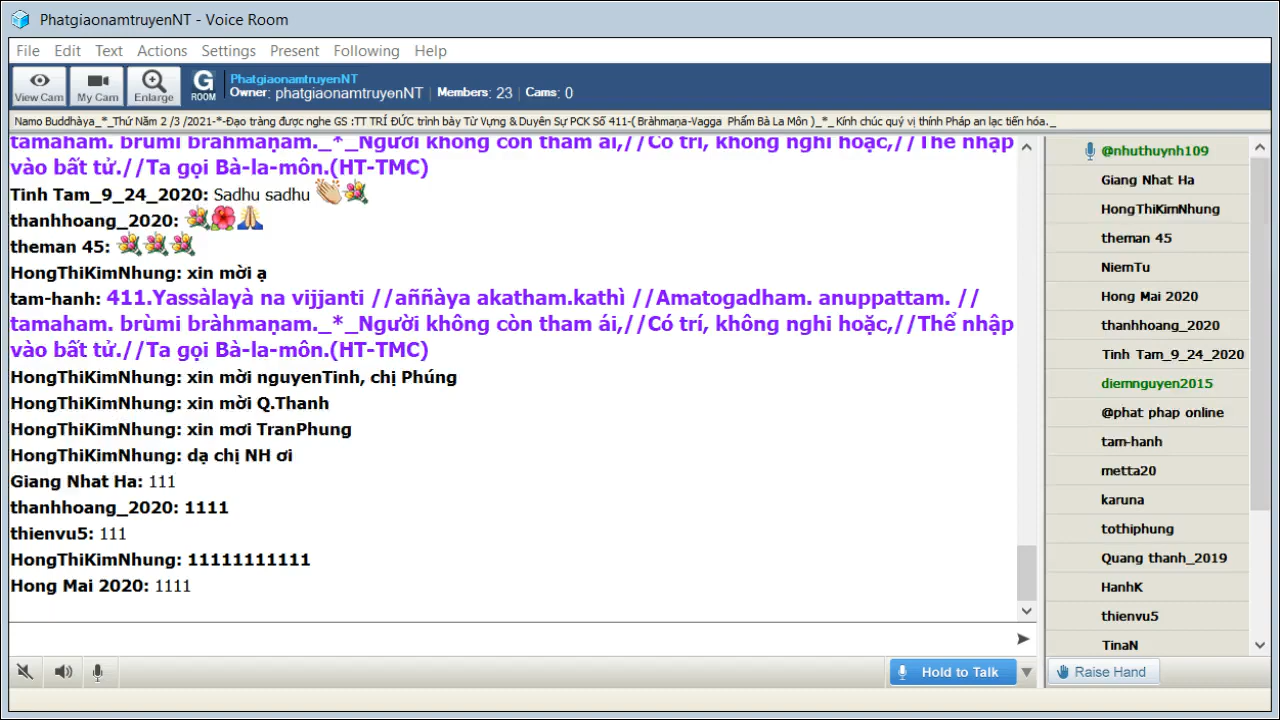 PhatgiaonamtruyenNT - Voice Room
File Edit Text Actions Settings Present Following Help
View Cam
My Cam
Enlarge
G ROOM
PhatgiaonamtruyenNT
Owner: phatgiaonamtruyenNT | Members: 23 | Cams: 0
Namo Buddhàya_*_Thứ Năm 2 /3 /2021-*-Đạo tràng được nghe GS :TT TRÍ ĐỨC trình bày Từ Vựng & Duyên Sự PCK Số 411-( Bràhmaṇa-Vagga Phẩm Bà La Môn )_*_ Kính chúc quý vị thính Pháp an lạc tiến hóa._
tamaham. brùmi bràhmaṇam._*_Người không còn tham ái,//Có trí, không nghi hoặc,//Thể nhập
vào bất tử.//Ta gọi Bà-la-môn.(HT-TMC)
Tinh Tam_9_24_2020: Sadhu sadhu
thanhhoang_2020:
theman 45:
HongThiKimNhung: xin mời ạ
tam-hanh: 411.Yassàlayà na vijjanti //aññàya akatham.kathì //Amatogadham. anuppattam. //
tamaham. brùmi bràhmaṇam._*_Người không còn tham ái,//Có trí, không nghi hoặc,//Thể nhập
vào bất tử.//Ta gọi Bà-la-môn.(HT-TMC)
HongThiKimNhung: xin mời nguyenTinh, chị Phúng
HongThiKimNhung: xin mời Q.Thanh
HongThiKimNhung: xin mơi TranPhung
HongThiKimNhung: dạ chị NH ơi
Giang Nhat Ha: 111
thanhhoang_2020: 1111
thienvu5: 111
HongThiKimNhung: 11111111111
Hong Mai 2020: 1111
@nhuthuynh109
Giang Nhat Ha
HongThiKimNhung
theman 45
NiemTu
Hong Mai 2020
thanhhoang_2020
Tinh Tam_9_24_2020
diemnguyen2015
@phat phap online
tam-hanh
metta20
karuna
tothiphung
Quang thanh_2019
HanhK
thienvu5
TinaN
Hold to Talk
Raise Hand